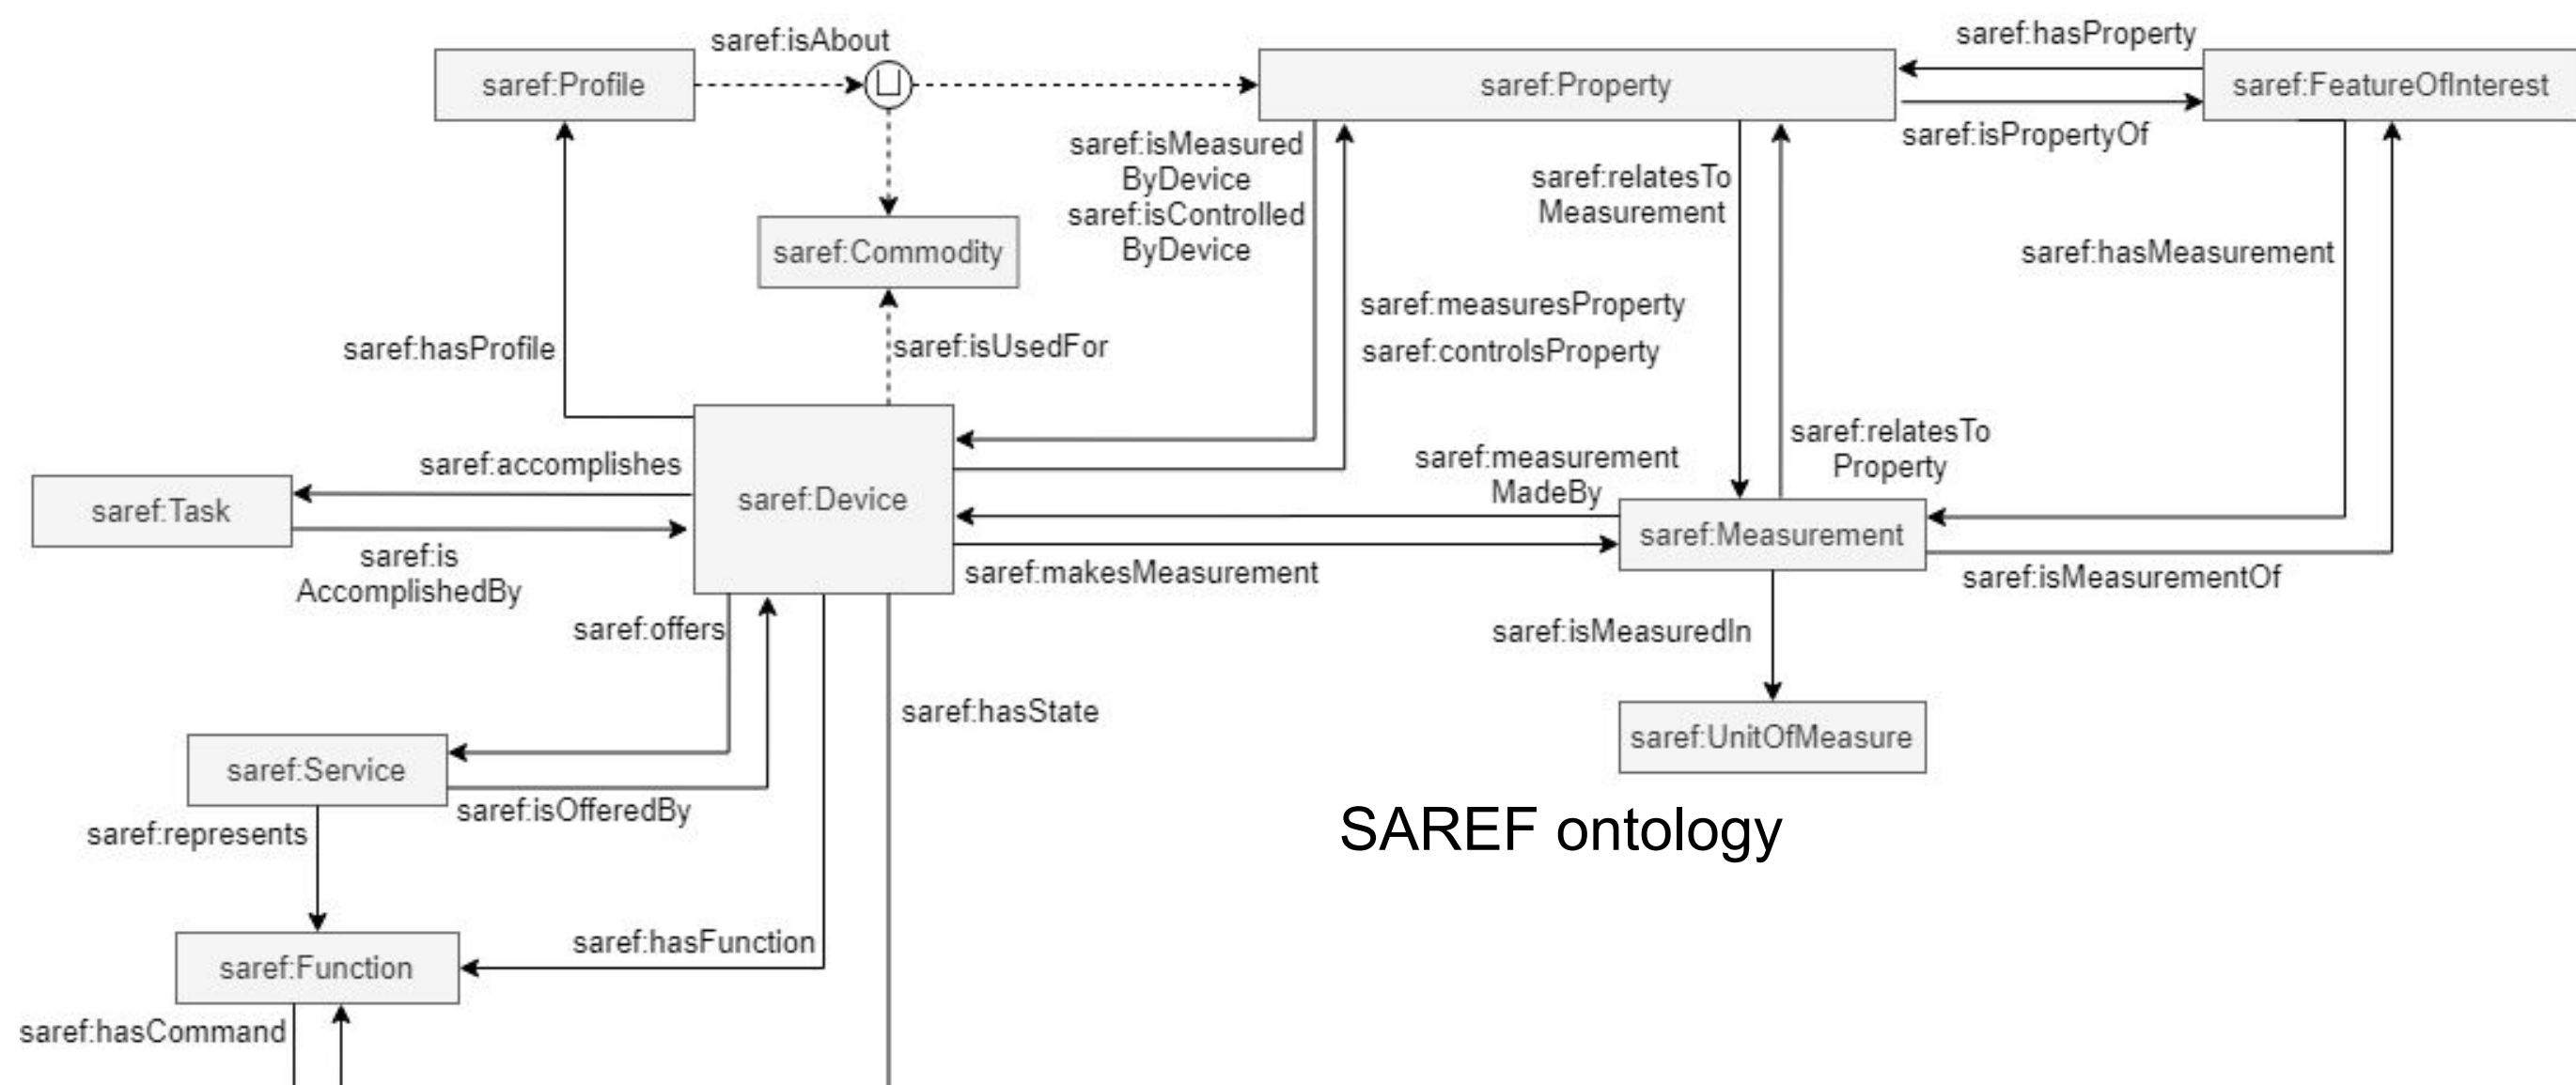 saref:isAbout
saref:hasProperty
saref:Profile
saref:Property
saref:FeatureOfInterest
saref:isMeasured
ByDevice
saref:isControlled
ByDevice
saref:isPropertyOf
saref:relatesTo
Measurement
saref:Commodity
saref:hasMeasurement
saref:measuresProperty
saref:controlsProperty
saref:hasProfile
saref:isUsedFor
saref:accomplishes
saref:Task
saref:Device
saref:measurement
MadeBy
saref:relatesTo
Property
saref:Measurement
saref:is
AccomplishedBy
saref:makesMeasurement
saref:isMeasurementOf
saref:offers
saref:isMeasuredIn
saref:hasState
saref:UnitOfMeasure
saref:Service
saref:isOfferedBy
saref:represents
SAREF ontology
saref:hasFunction
saref:Function
saref:hasCommand